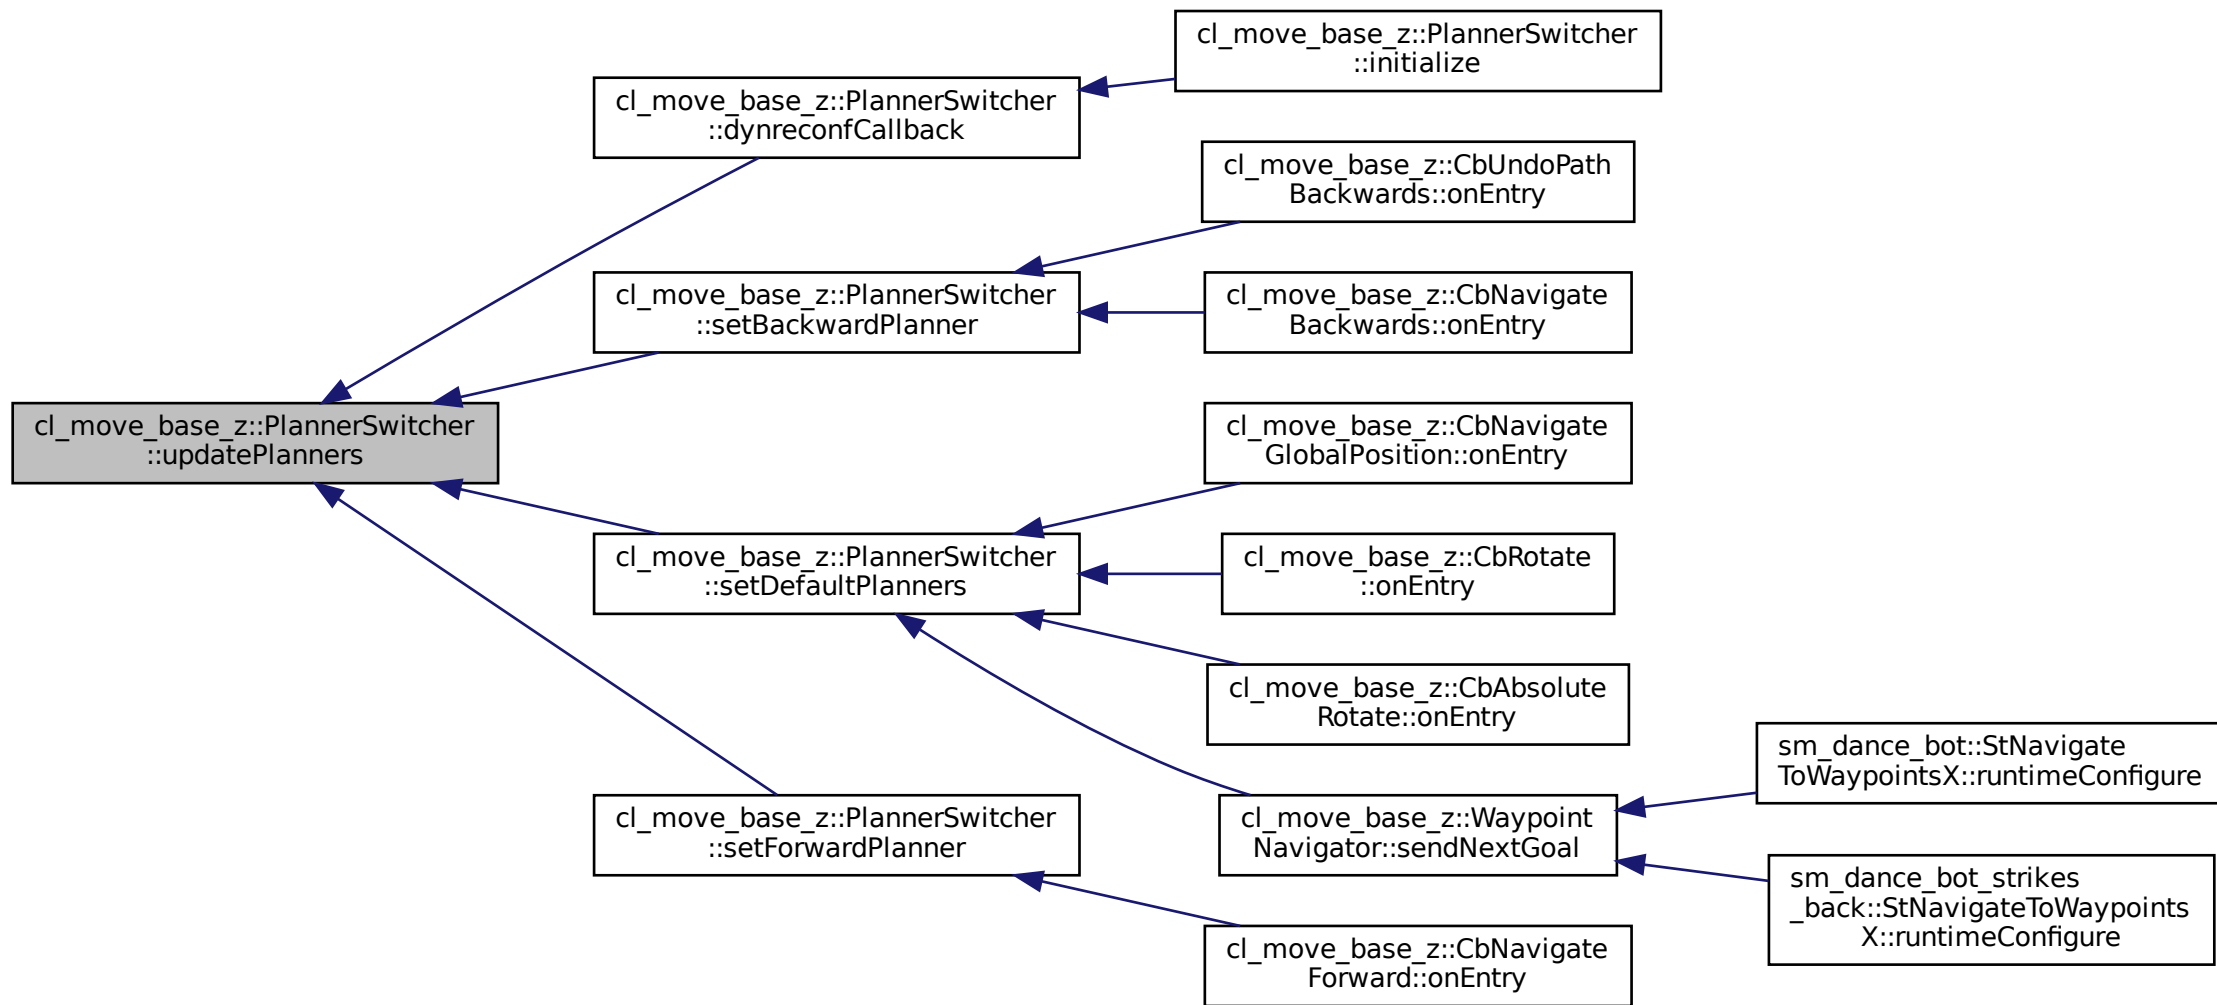 cl_move_base_z::PlannerSwitcher
::initialize
cl_move_base_z::PlannerSwitcher
::dynreconfCallback
cl_move_base_z::CbUndoPath
Backwards::onEntry
cl_move_base_z::PlannerSwitcher
::setBackwardPlanner
cl_move_base_z::CbNavigate
Backwards::onEntry
cl_move_base_z::PlannerSwitcher
::updatePlanners
cl_move_base_z::CbNavigate
GlobalPosition::onEntry
cl_move_base_z::PlannerSwitcher
::setDefaultPlanners
cl_move_base_z::CbRotate
::onEntry
cl_move_base_z::CbAbsolute
Rotate::onEntry
sm_dance_bot::StNavigate
ToWaypointsX::runtimeConfigure
cl_move_base_z::PlannerSwitcher
::setForwardPlanner
cl_move_base_z::Waypoint
Navigator::sendNextGoal
sm_dance_bot_strikes
_back::StNavigateToWaypoints
X::runtimeConfigure
cl_move_base_z::CbNavigate
Forward::onEntry